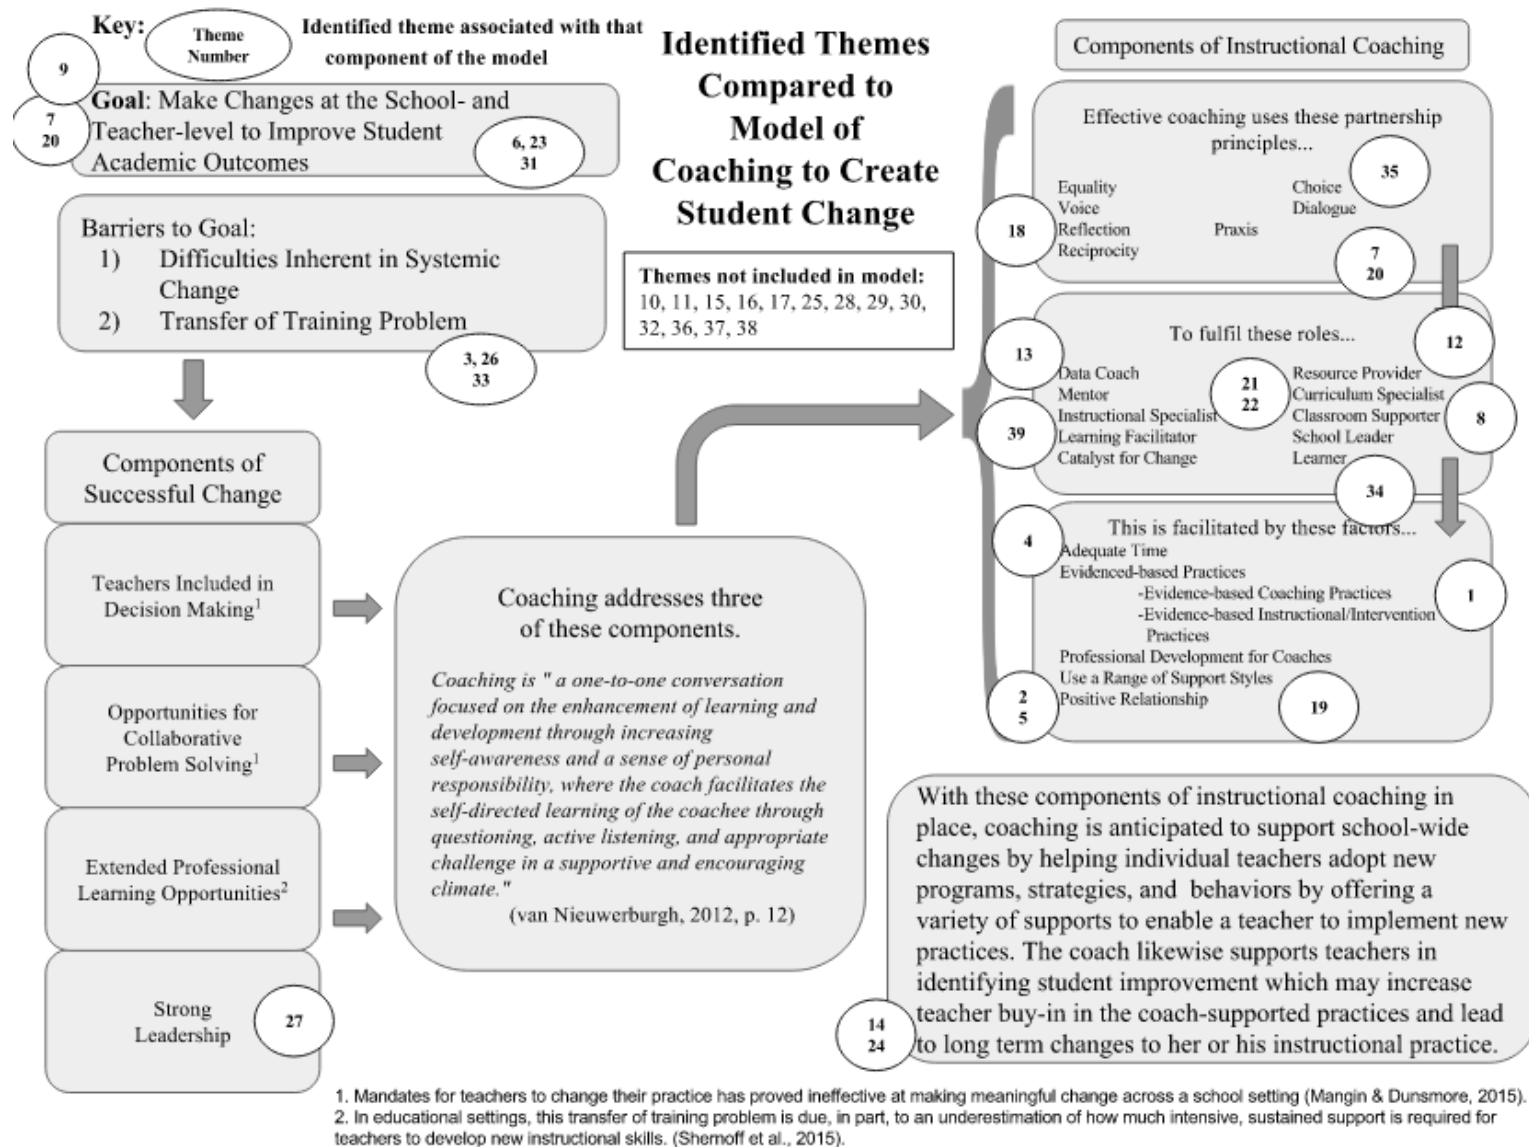 Key:
Theme
Number
Identified theme associated with that
component of the model
9
7
20
Goal: Make Changes at the School- and
Teacher-level to Improve Student
Academic Outcomes
6, 23
31
Barriers to Goal:
1) Difficulties Inherent in Systemic
Change
2) Transfer of Training Problem
3, 26
33
Components of
Successful Change
Teachers Included in
Decision Making1
Opportunities for
Collaborative
Problem Solving1
Extended Professional
Learning Opportunities2
Strong
Leadership
27
Identified Themes
Compared to
Model of
Coaching to Create
Student Change
Themes not included in model:
10, 11, 15, 16, 17, 25, 28, 29, 30,
32, 36, 37, 38
Coaching addresses three
of these components.
Coaching is " a one-to-one conversation
focused on the enhancement of learning and
development through increasing
self-awareness and a sense of personal
responsibility, where the coach facilitates the
self-directed learning of the coachee through
questioning, active listening, and appropriate
challenge in a supportive and encouraging
climate."
(van Nieuwerburgh, 2012, p. 12)
Components of Instructional Coaching
Effective coaching uses these partnership
principles...
35
Equality Choice
Voice Dialogue
18
Reflection Praxis
Reciprocity
7
20
To fulfil these roles...
12
13
Data Coach Resource Provider
Mentor Curriculum Specialist
21
22
Instructional Specialist Classroom Supporter
8
39
Learning Facilitator School Leader
Catalyst for Change Learner
34
This is facilitated by these factors...
4
Adequate Time
Evidenced-based Practices
-Evidence-based Coaching Practices
1
-Evidence-based Instructional/Intervention
Practices
Professional Development for Coaches
Use a Range of Support Styles
2
5
Positive Relationship
19
With these components of instructional coaching in
place, coaching is anticipated to support school-wide
changes by helping individual teachers adopt new
programs, strategies, and behaviors by offering a
variety of supports to enable a teacher to implement new
practices. The coach likewise supports teachers in
identifying student improvement which may increase
teacher buy-in in the coach-supported practices and lead
to long term changes to her or his instructional practice.
14
24
1. Mandates for teachers to change their practice has proved ineffective at making meaningful change across a school setting (Mangin & Dunsmore, 2015).
2. In educational settings, this transfer of training problem is due, in part, to an underestimation of how much intensive, sustained support is required for
teachers to develop new instructional skills. (Shernoff et al., 2015).